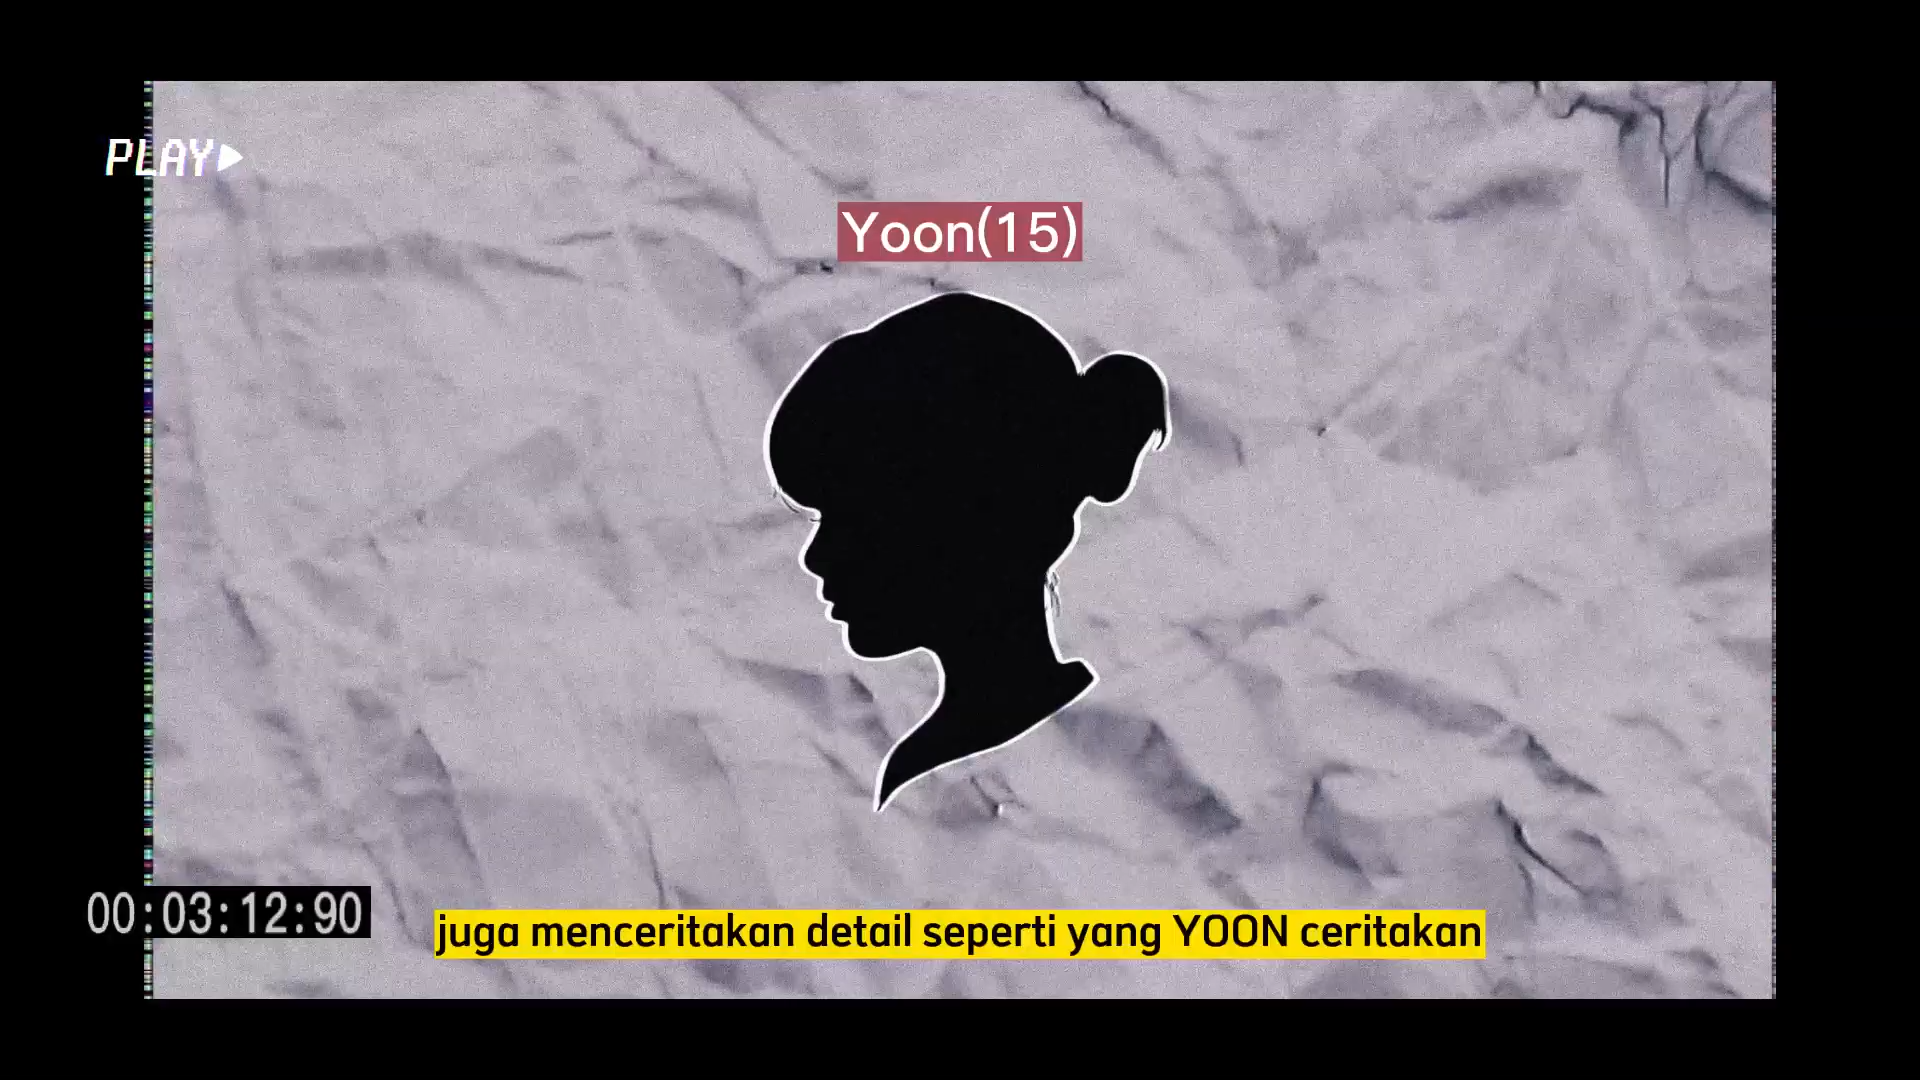 PLAY
Yoon(15)
00:03:12:90
juga menceritakan detail seperti yang YOON ceritakan